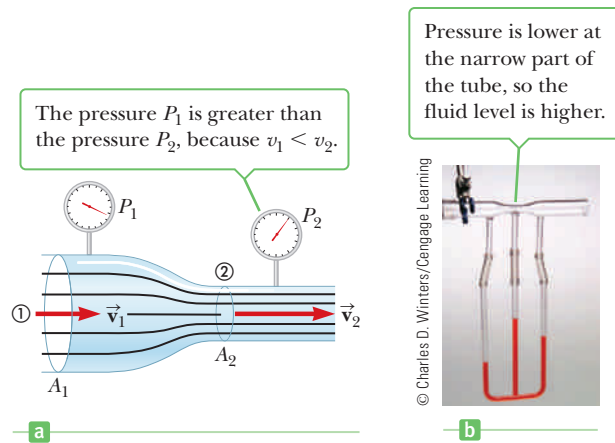 The pressure P₁ is greater than
the pressure P₂, because v₁ < v₂.
P₁
P₂
①
v⃗₁
②
v⃗₂
A₁
A₂
a
Pressure is lower at
the narrow part of
the tube, so the
fluid level is higher.
© Charles D. Winters/Cengage Learning
b